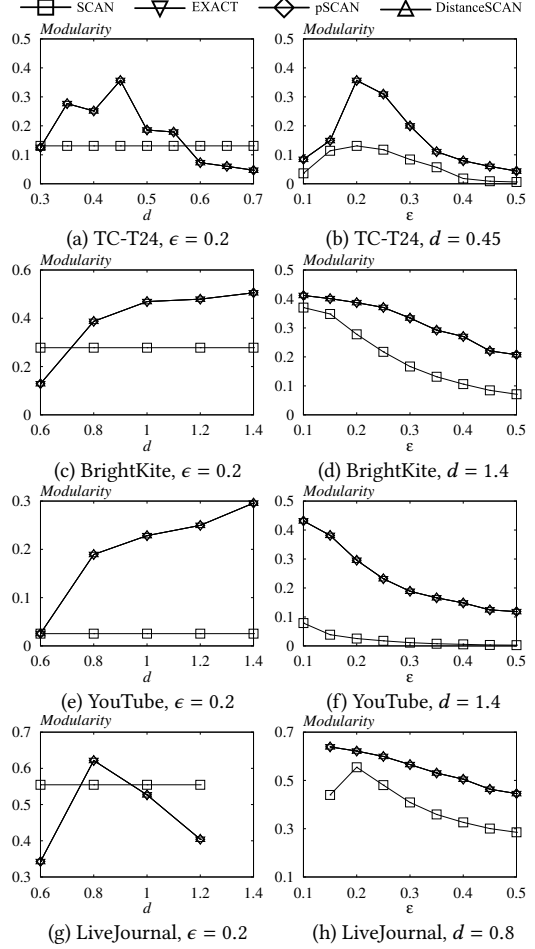 SCAN EXACT pSCAN DistanceSCAN
Modularity
0.5
0.4
0.3
0.2
0.1
0
0.3 0.4 0.5 0.6 0.7
d
(a) TC-T24, ϵ = 0.2
Modularity
0.5
0.4
0.3
0.2
0.1
0
0.1 0.2 0.3 0.4 0.5
ε
(b) TC-T24, d = 0.45
Modularity
0.6
0.4
0.2
0
0.6 0.8 1 1.2 1.4
d
(c) BrightKite, ϵ = 0.2
Modularity
0.5
0.4
0.3
0.2
0.1
0
0.1 0.2 0.3 0.4 0.5
ε
(d) BrightKite, d = 1.4
Modularity
0.3
0.2
0.1
0
0.6 0.8 1 1.2 1.4
d
(e) YouTube, ϵ = 0.2
Modularity
0.5
0.4
0.3
0.2
0.1
0
0.1 0.2 0.3 0.4 0.5
ε
(f) YouTube, d = 1.4
Modularity
0.7
0.6
0.5
0.4
0.3
0.6 0.8 1 1.2 1.4
d
(g) LiveJournal, ϵ = 0.2
Modularity
0.7
0.5
0.3
0.1
0.1 0.2 0.3 0.4 0.5
ε
(h) LiveJournal, d = 0.8